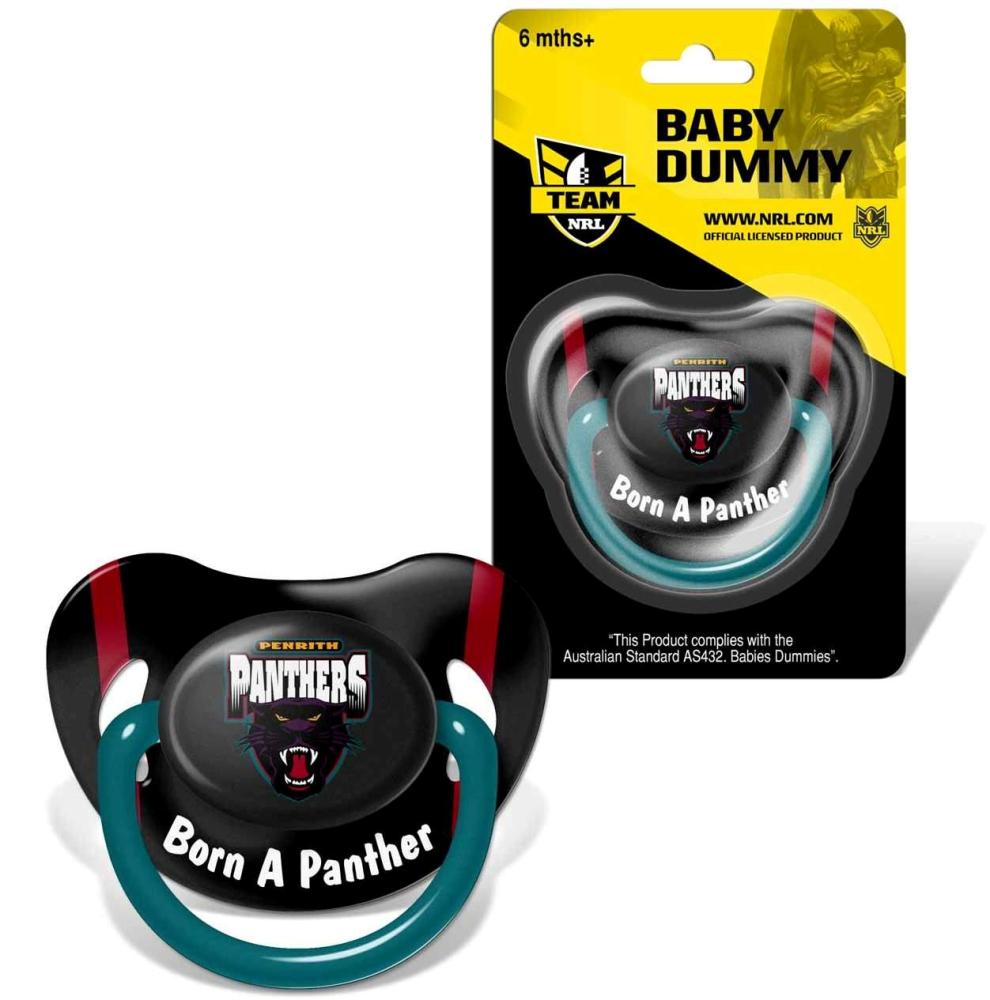 6 mths+
BABY
DUMMY
TEAM
NRL
WWW.NRL.COM
OFFICIAL LICENSED PRODUCT
NRL
PENRITH
PANTHERS
Born A Panther
"This Product complies with the
Australian Standard AS432. Babies Dummies".
PENRITH
PANTHERS
Born A Panther